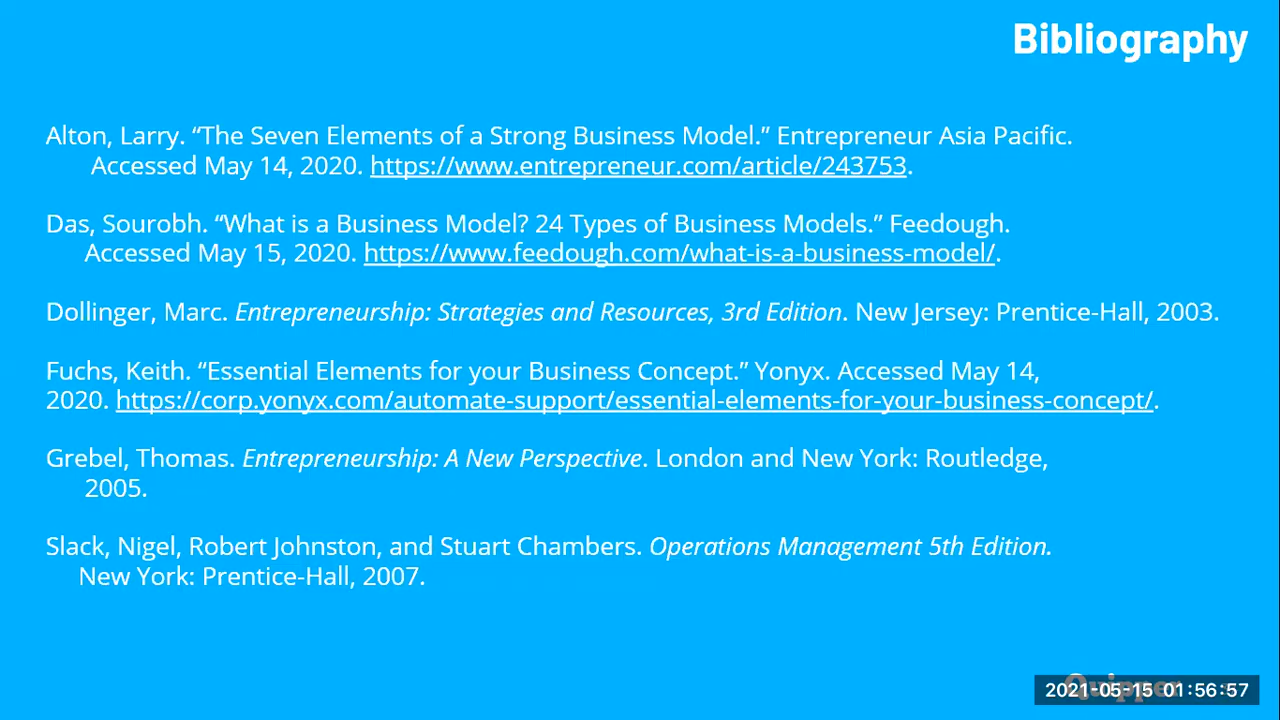 Bibliography
Alton, Larry. “The Seven Elements of a Strong Business Model.” Entrepreneur Asia Pacific.
Accessed May 14, 2020. https://www.entrepreneur.com/article/243753.
Das, Sourobh. “What is a Business Model? 24 Types of Business Models.” Feedough.
Accessed May 15, 2020. https://www.feedough.com/what-is-a-business-model/.
Dollinger, Marc. Entrepreneurship: Strategies and Resources, 3rd Edition. New Jersey: Prentice-Hall, 2003.
Fuchs, Keith. “Essential Elements for your Business Concept.” Yonyx. Accessed May 14,
2020. https://corp.yonyx.com/automate-support/essential-elements-for-your-business-concept/.
Grebel, Thomas. Entrepreneurship: A New Perspective. London and New York: Routledge,
2005.
Slack, Nigel, Robert Johnston, and Stuart Chambers. Operations Management 5th Edition.
New York: Prentice-Hall, 2007.
Quipper
2021-05-15 01:56:57